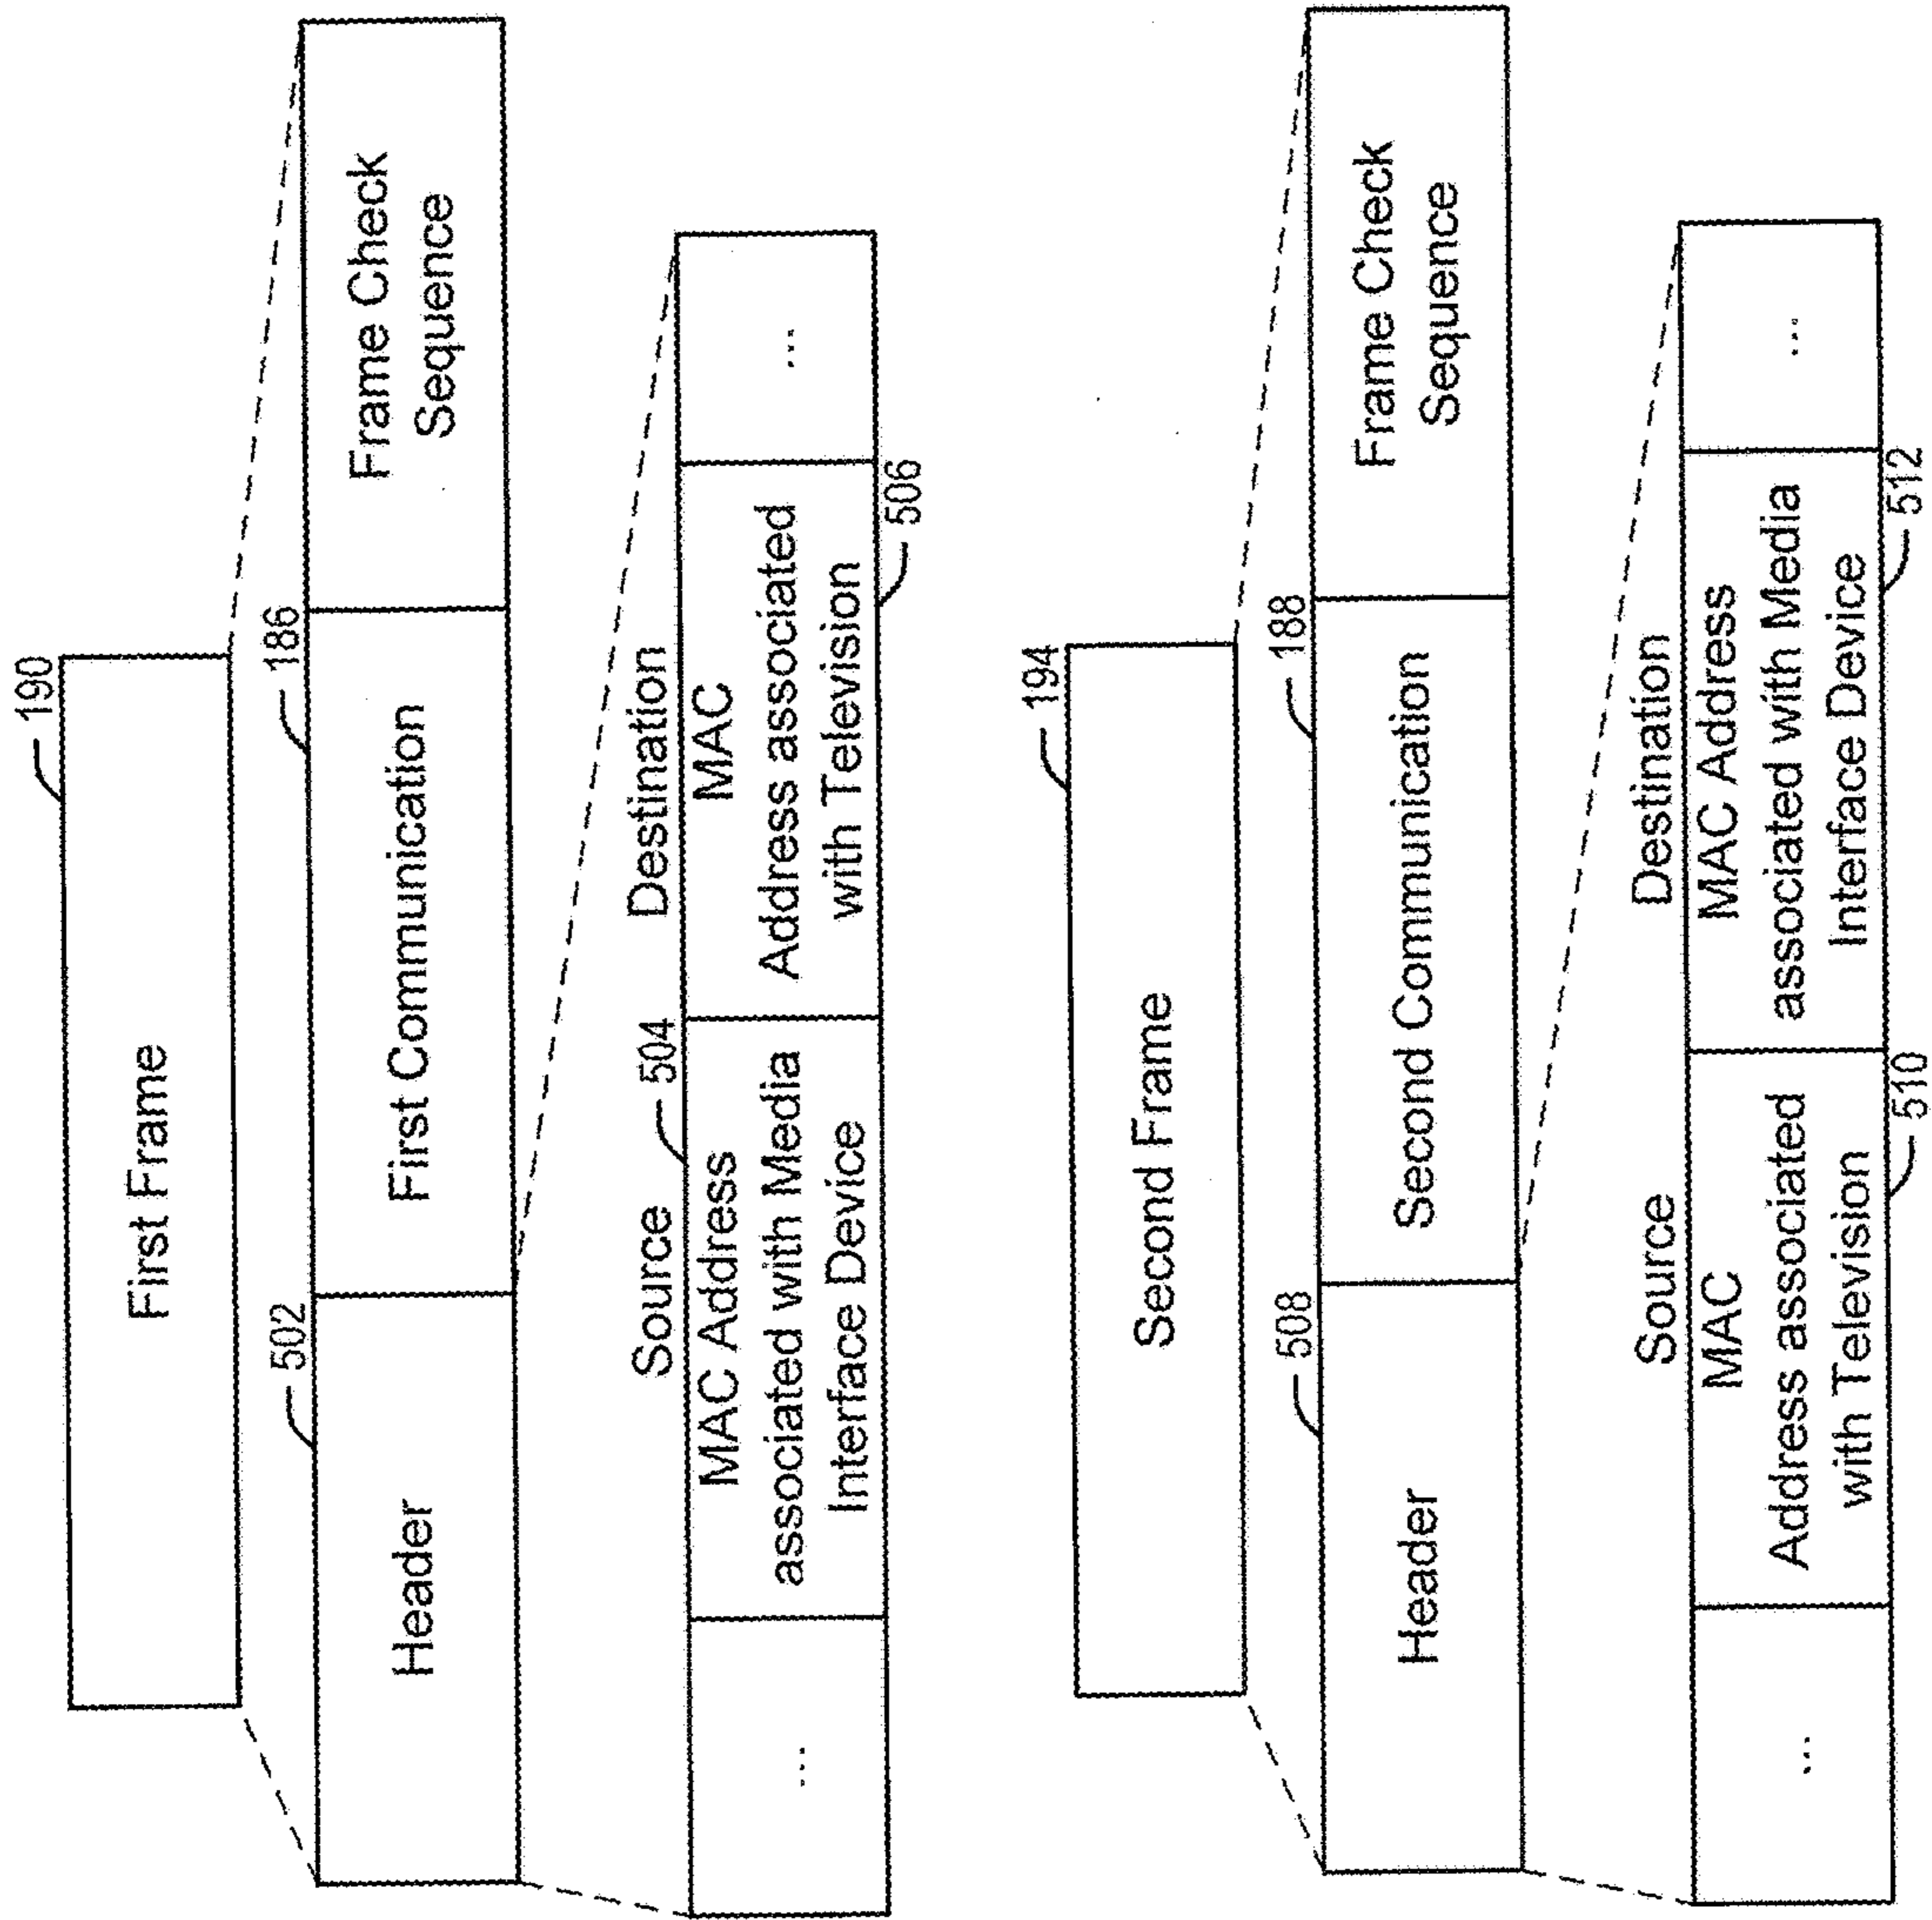 190
First Frame
502
186
Header
First Communication
Frame Check
Sequence
Source
504
Destination
...
MAC Address
associated with Media
Interface Device
MAC
Address associated
with Television
...
506
194
Second Frame
508
188
Header
Second Communication
Frame Check
Sequence
Source
Destination
...
MAC
Address associated
with Television
MAC Address
associated with Media
Interface Device
...
510
512